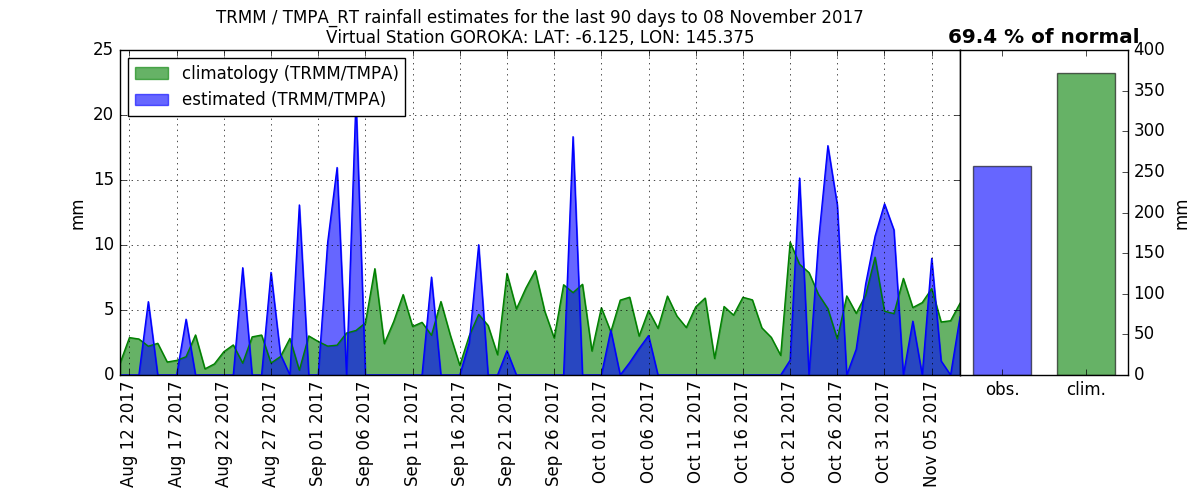 TRMM / TMPA_RT rainfall estimates for the last 90 days to 08 November 2017
Virtual Station GOROKA: LAT: -6.125, LON: 145.375
69.4 % of normal
climatology (TRMM/TMPA)
estimated (TRMM/TMPA)
25
20
15
10
5
0
mm
400
350
300
250
200
150
100
50
0
mm
Aug 12 2017
Aug 17 2017
Aug 22 2017
Aug 27 2017
Sep 01 2017
Sep 06 2017
Sep 11 2017
Sep 16 2017
Sep 21 2017
Sep 26 2017
Oct 01 2017
Oct 06 2017
Oct 11 2017
Oct 16 2017
Oct 21 2017
Oct 26 2017
Oct 31 2017
Nov 05 2017
obs.
clim.